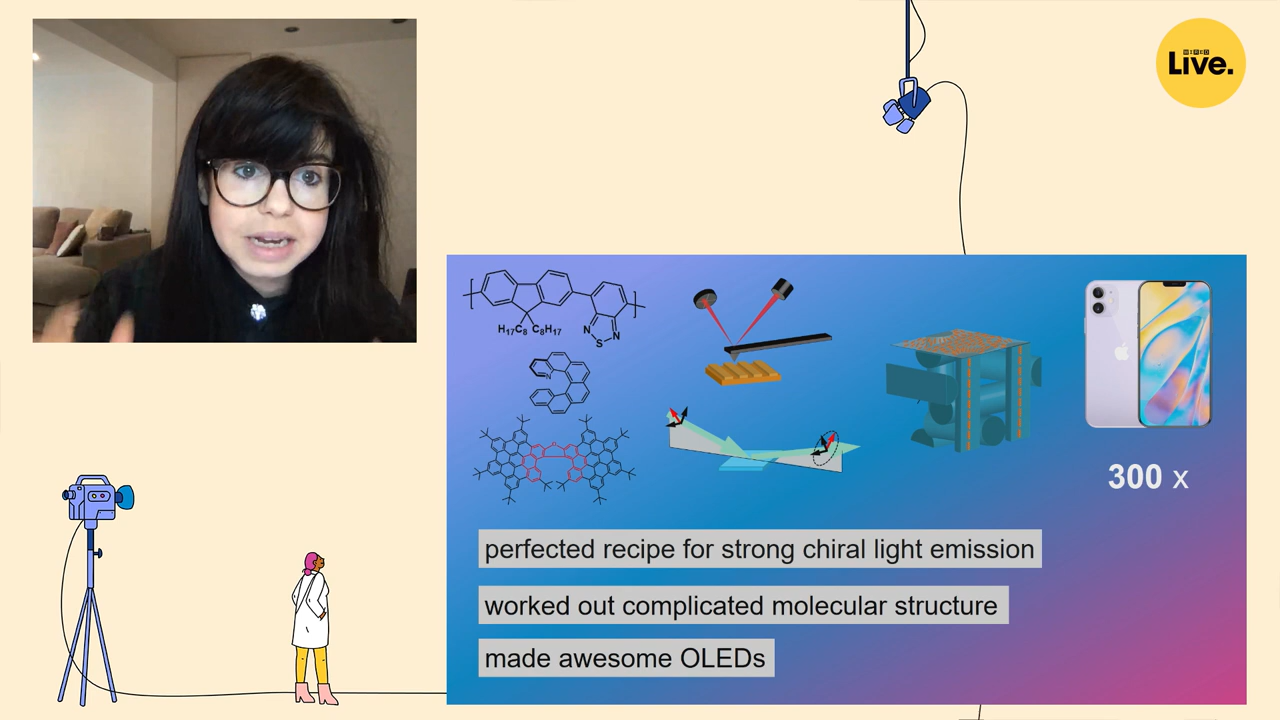 WIRED
Live.
H17C8 C8H17
N
N
S
O
300 x
perfected recipe for strong chiral light emission
worked out complicated molecular structure
made awesome OLEDs